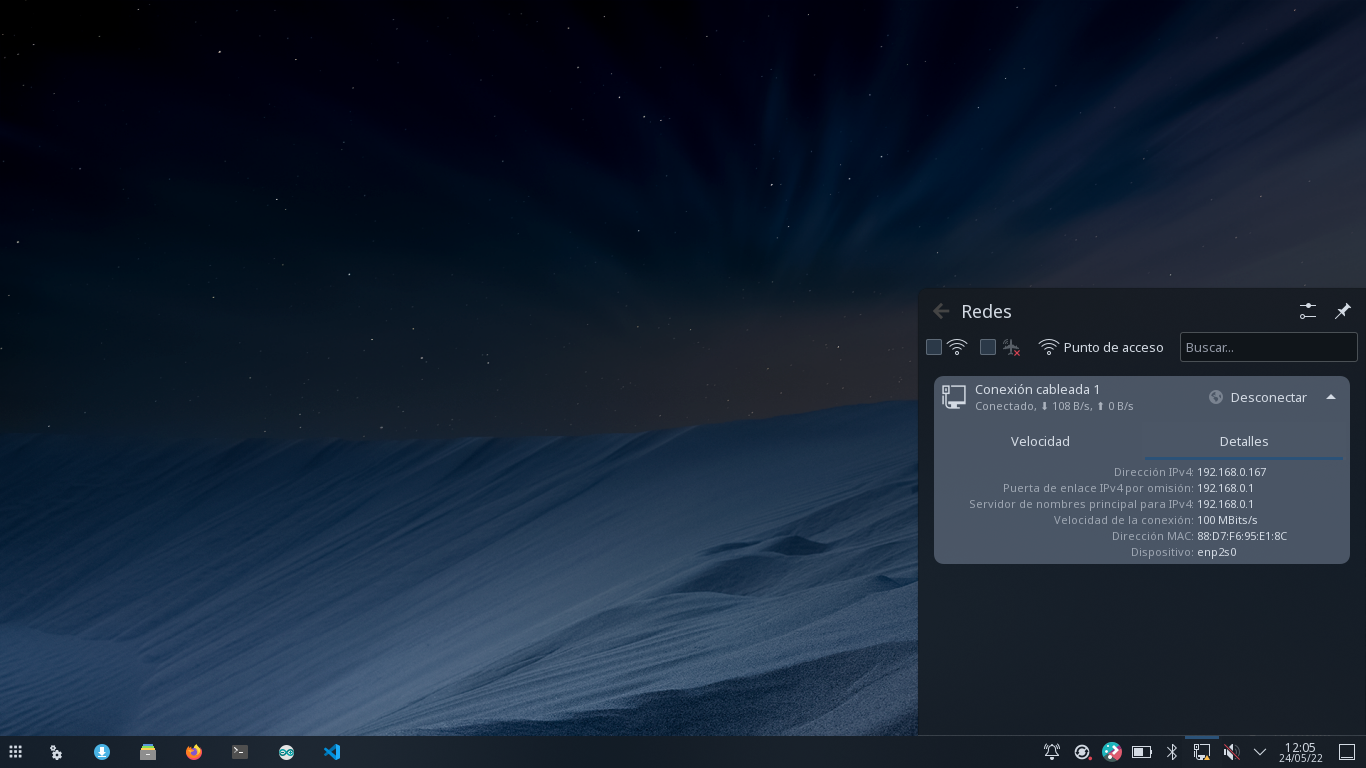 Redes
Punto de acceso
Buscar...
Conexión cableada 1
Conectado, ⬇ 108 B/s, ⬆ 0 B/s
Desconectar
Velocidad
Detalles
Dirección IPv4: 192.168.0.167
Puerta de enlace IPv4 por omisión: 192.168.0.1
Servidor de nombres principal para IPv4: 192.168.0.1
Velocidad de la conexión: 100 MBits/s
Dirección MAC: 88:D7:F6:95:E1:8C
Dispositivo: enp2s0
12:05
24/05/22